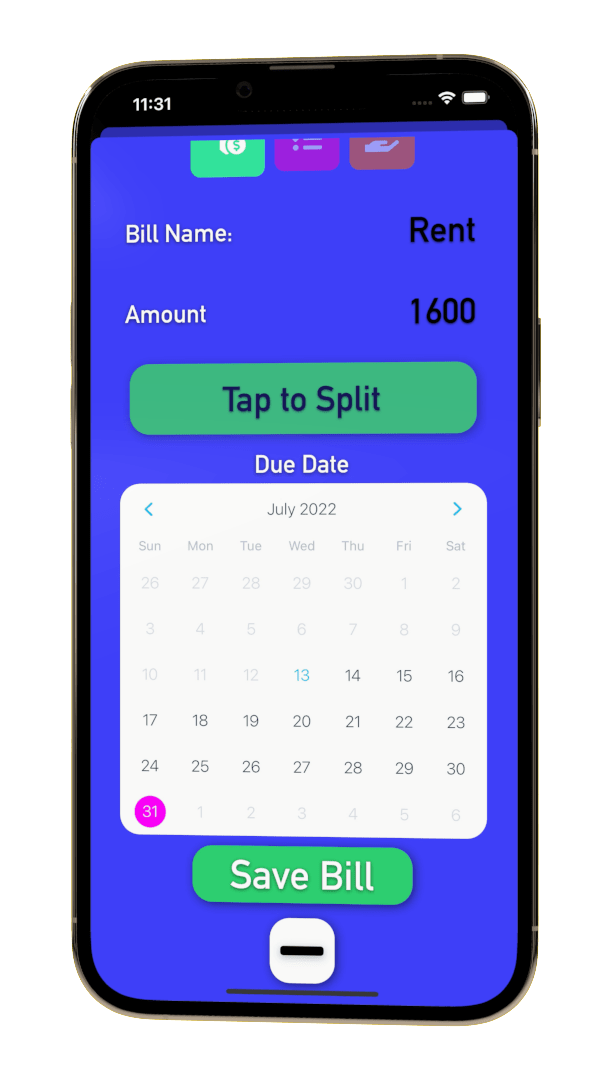 11:31
Bill Name: Rent
Amount 1600
Tap to Split
Due Date
July 2022
Sun Mon Tue Wed Thu Fri Sat
26 27 28 29 30 1 2
3 4 5 6 7 8 9
10 11 12 13 14 15 16
17 18 19 20 21 22 23
24 25 26 27 28 29 30
31 1 2 3 4 5 6
Save Bill